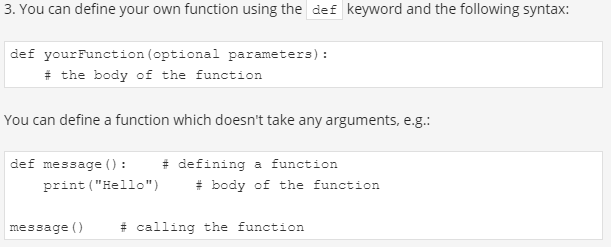 3. You can define your own function using the def keyword and the following syntax:
def yourFunction(optional parameters):
    # the body of the function
You can define a function which doesn't take any arguments, e.g.:
def message():    # defining a function
    print("Hello")    # body of the function
message()    # calling the function